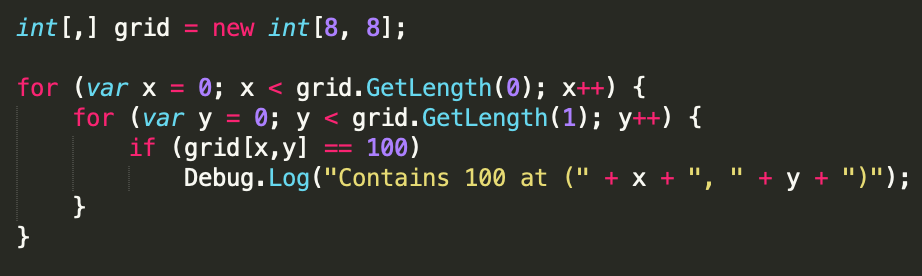 int[,] grid = new int[8, 8];
for (var x = 0; x < grid.GetLength(0); x++) {
for (var y = 0; y < grid.GetLength(1); y++) {
if (grid[x,y] == 100)
Debug.Log("Contains 100 at (" + x + ", " + y + ")");
}
}